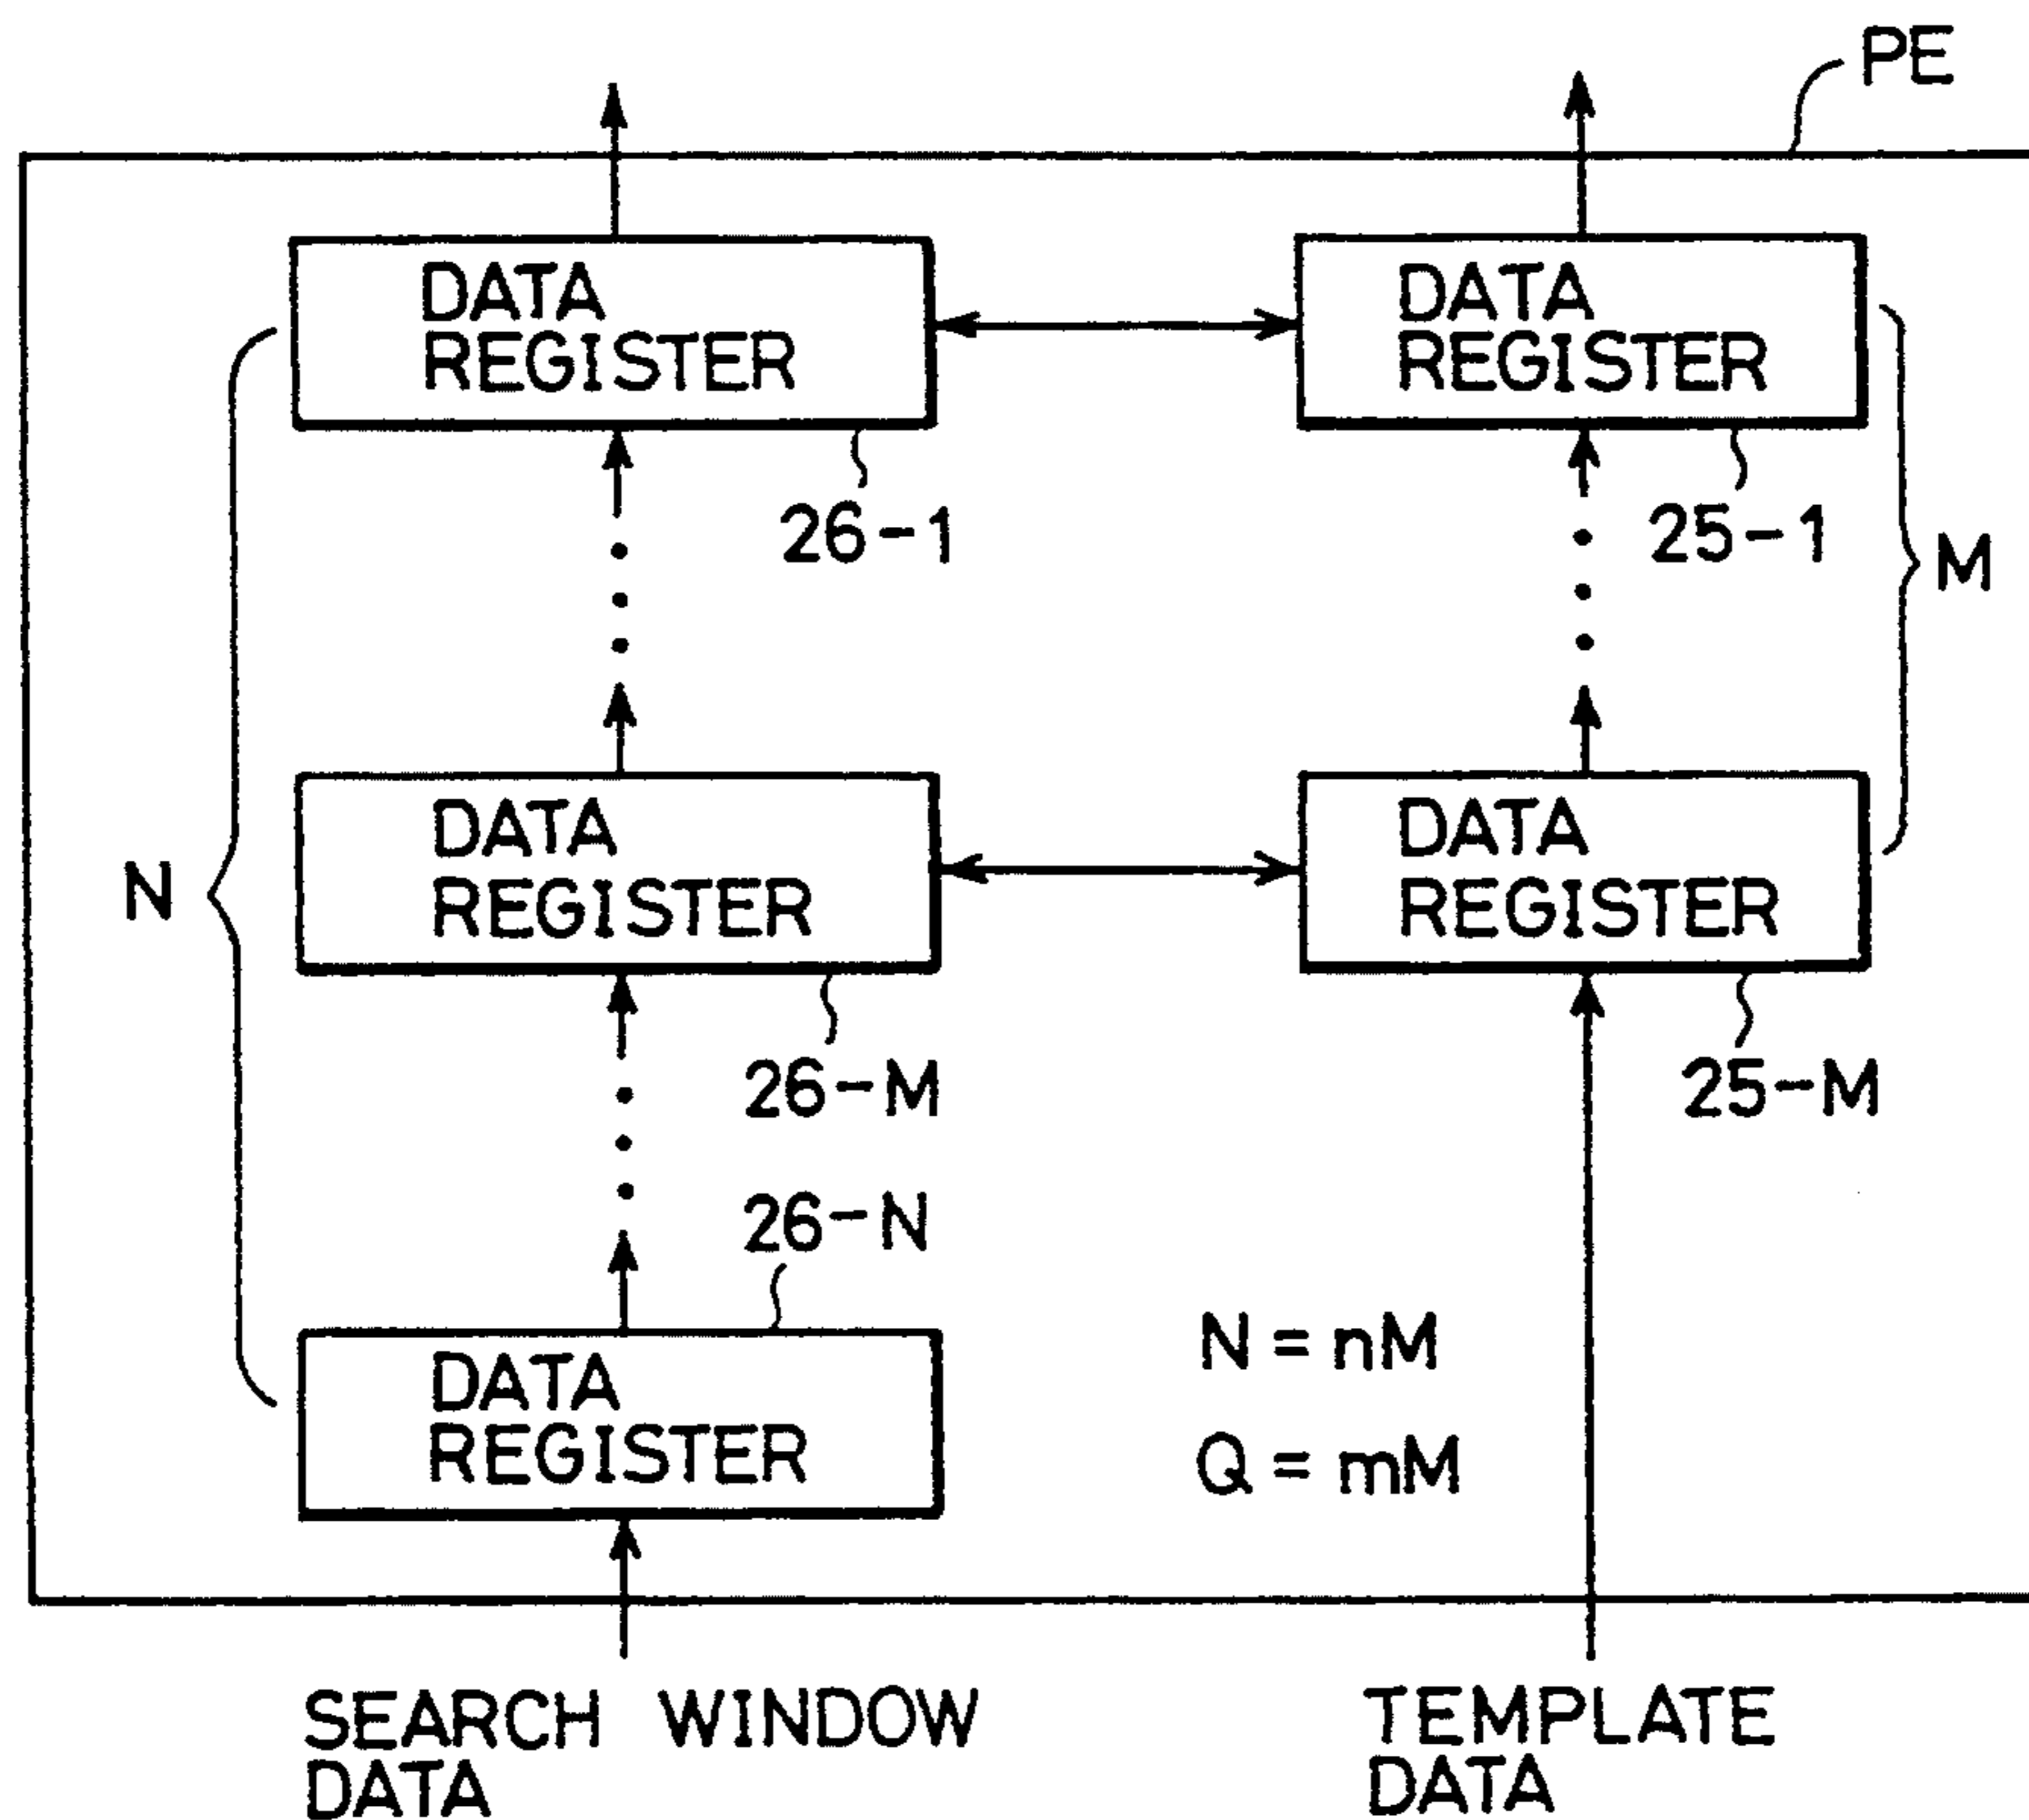 PE
DATA
REGISTER
DATA
REGISTER
26-1
25-1
M
DATA
REGISTER
DATA
REGISTER
N
26-M
25-M
26-N
DATA
REGISTER
N = nM
Q = mM
SEARCH WINDOW
DATA
TEMPLATE
DATA